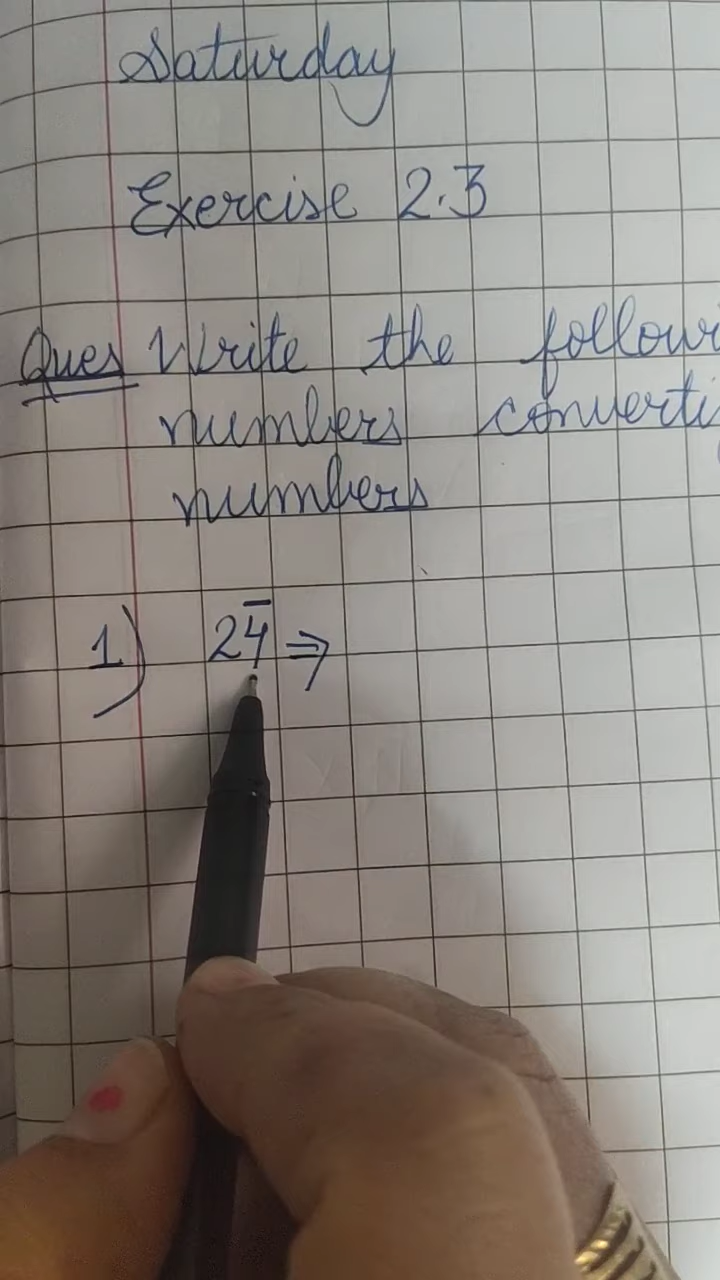 Saturday
Exercise 2.3
Ques Write the
numbers
numbers
1) 24̅ ⇒